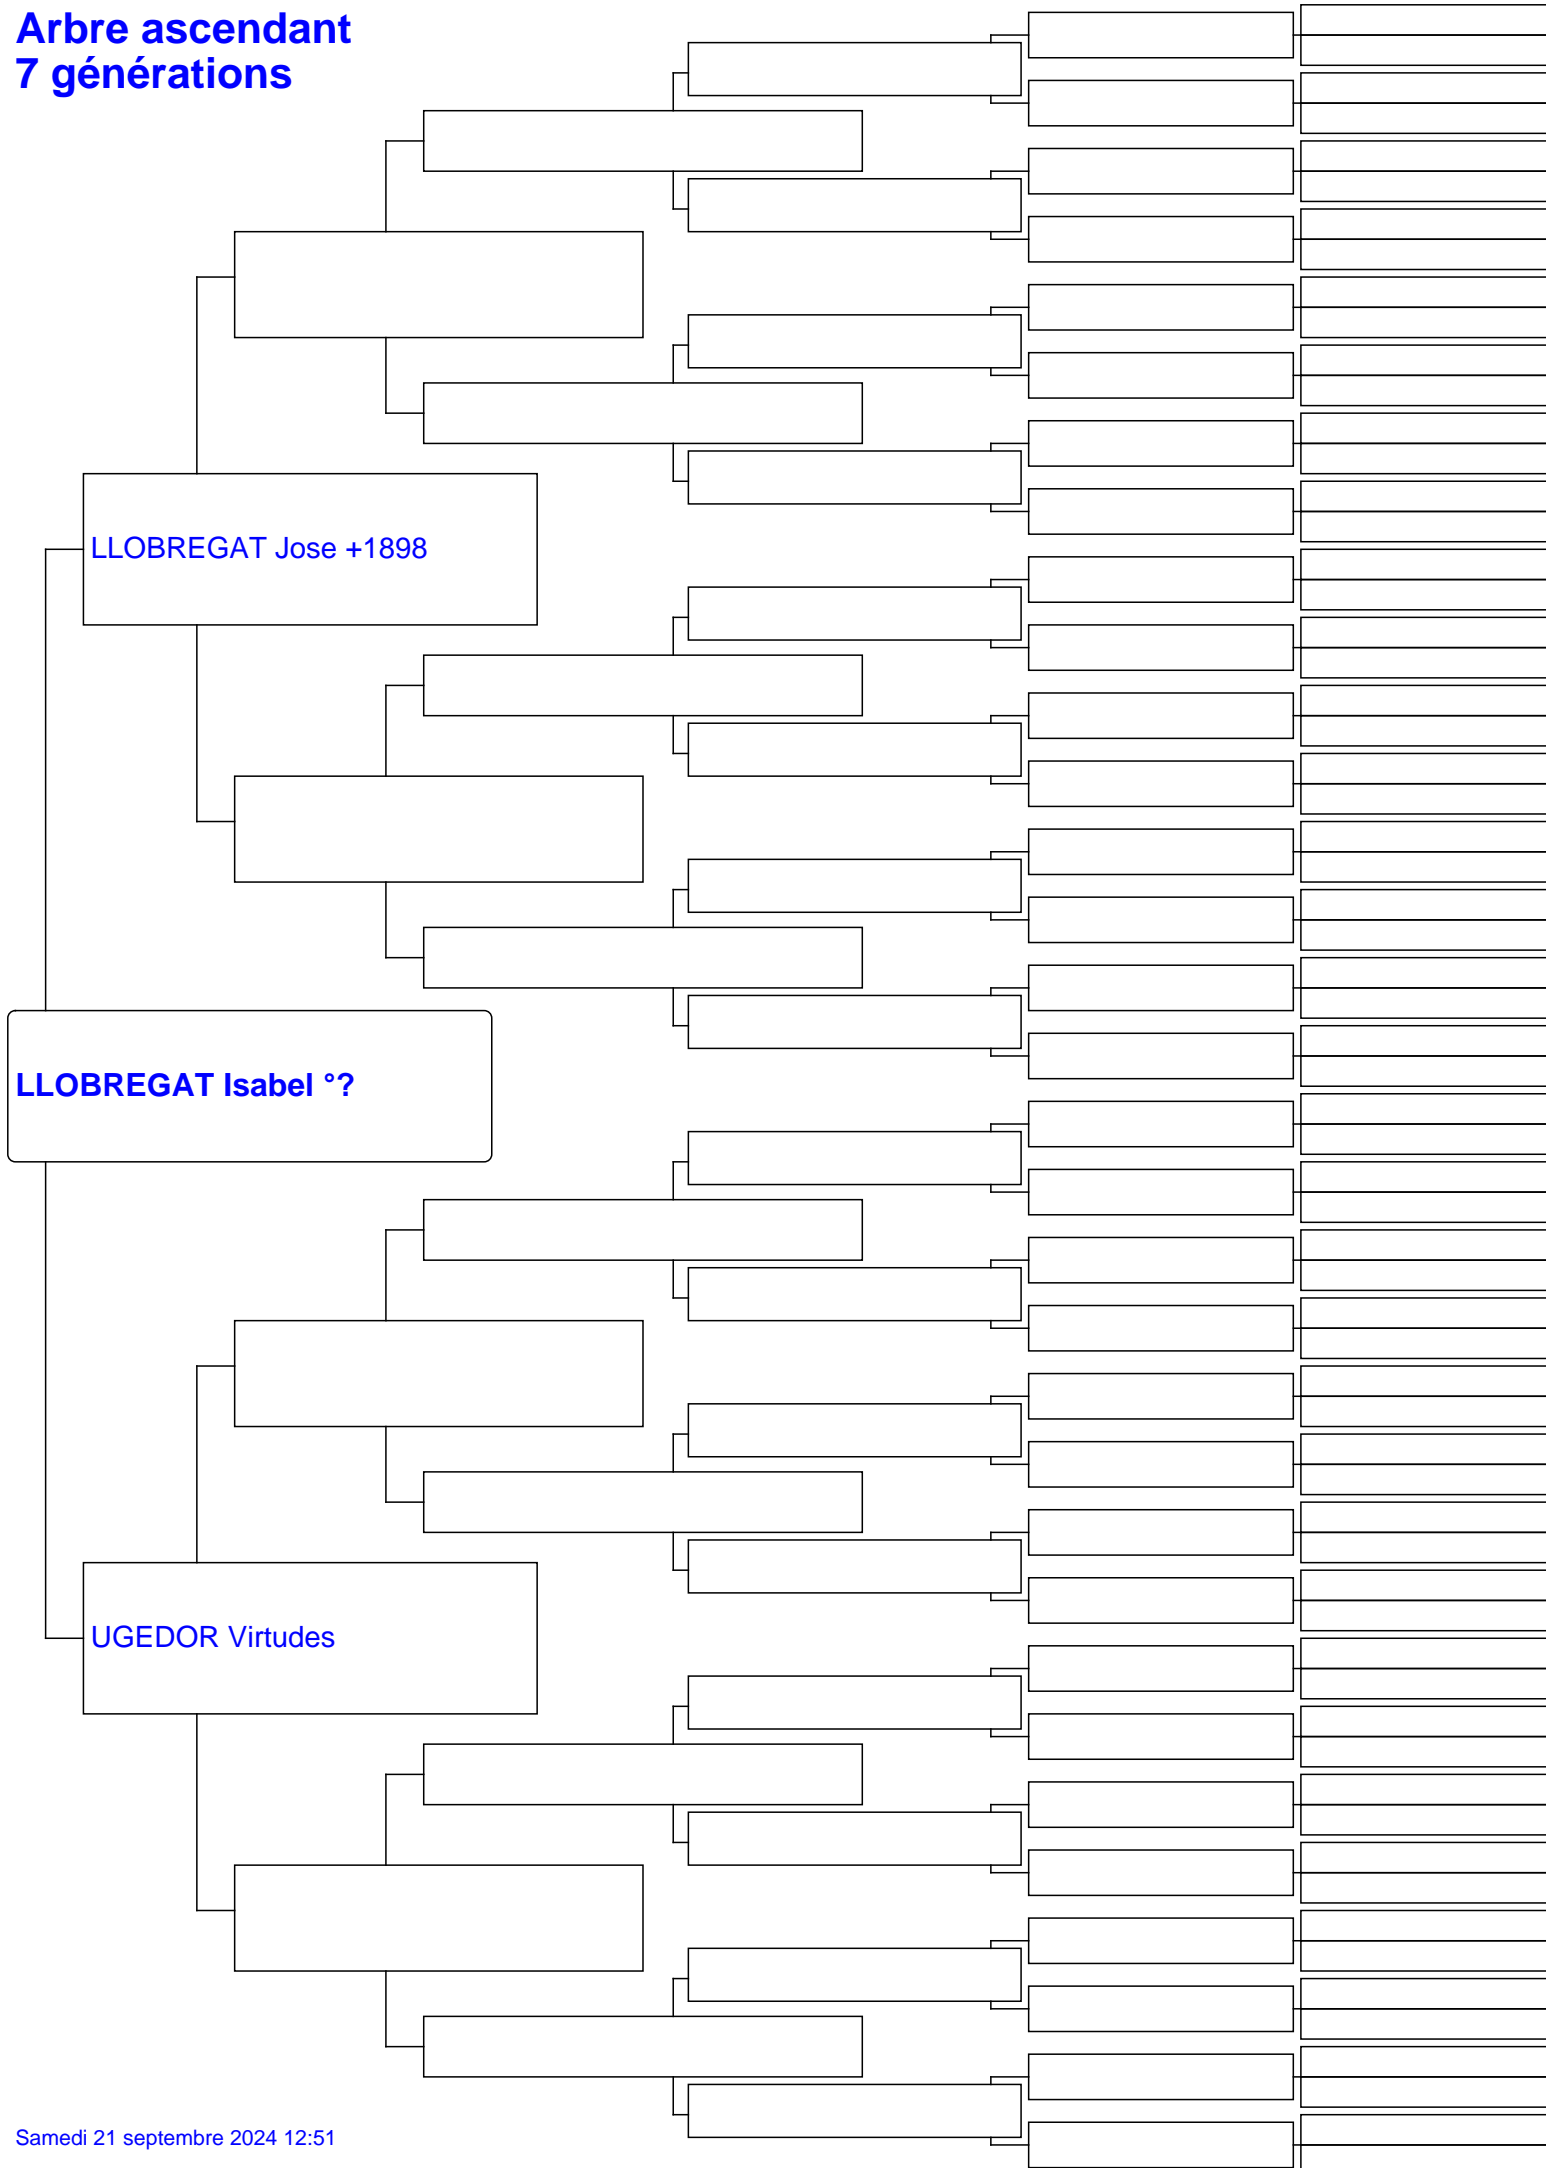 Arbre ascendant
7 générations
LLOBREGAT Jose +1898
LLOBREGAT Isabel °?
UGEDOR Virtudes
Samedi 21 septembre 2024 12:51